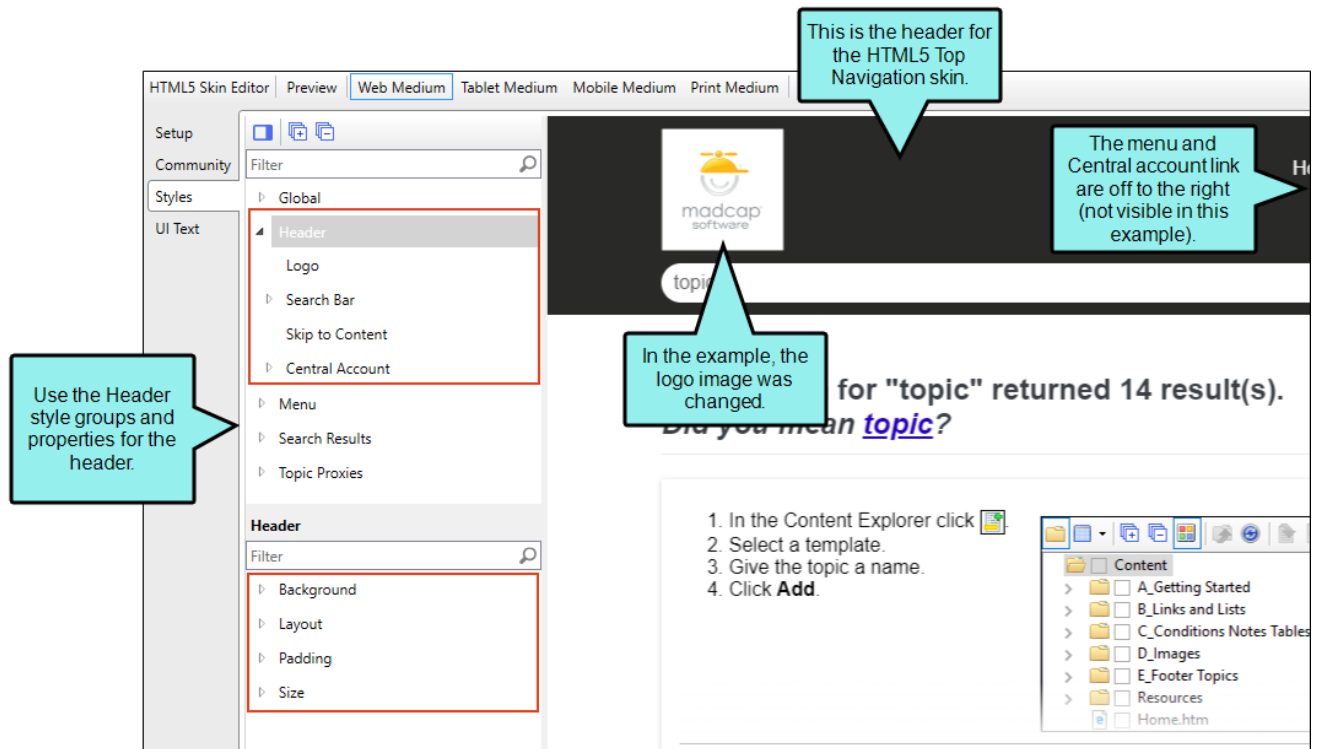 This is the header for
the HTML5 Top
Navigation skin.
HTML5 Skin Editor Preview Web Medium Tablet Medium Mobile Medium Print Medium
Setup
Community
Styles
UI Text
Filter
Global
Header
Logo
Search Bar
Skip to Content
Central Account
Menu
Search Results
Topic Proxies
Header
Filter
Background
Layout
Padding
Size
Use the Header
style groups and
properties for the
header.
madcap
software
The menu and
Central account link
are off to the right
(not visible in this
example).
topic
In the example, the
logo image was
changed.
for "topic" returned 14 result(s).
Did you mean topic?
1. In the Content Explorer click .
2. Select a template.
3. Give the topic a name.
4. Click Add.
Content
A_Getting Started
B_Links and Lists
C_Conditions Notes Tables
D_Images
E_Footer Topics
Resources
Home.htm